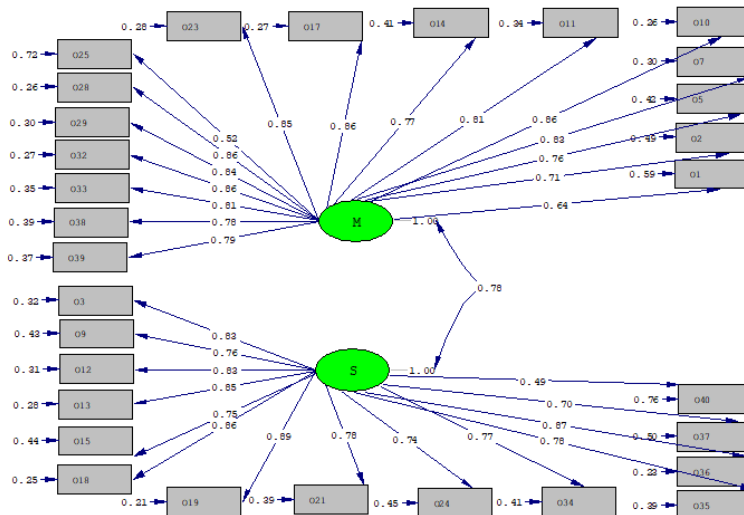 0.28 o23 0.27 o17 0.41 o14 0.34 o11 0.26 o10
0.72 o25
0.30 o7
0.26 o28
0.42 o5
0.30 o29
0.49 o2
0.27 o32
0.59 o1
0.35 o33
0.39 o38
0.37 o39
0.52
0.86
0.84
0.86
0.81
0.78
0.79
0.85
0.86
0.77
0.81
0.86
0.83
0.76
0.71
0.64
M 1.00
0.78
S 1.00
0.32 o3
0.43 o9
0.31 o12
0.28 o13
0.44 o15
0.25 o18
0.83
0.76
0.83
0.85
0.75
0.86
0.89
0.78
0.74
0.77
0.49
0.70
0.87
0.78
0.76 o40
0.50 o37
0.23 o36
0.21 o19 0.39 o21 0.45 o24 0.41 o34 0.39 o35